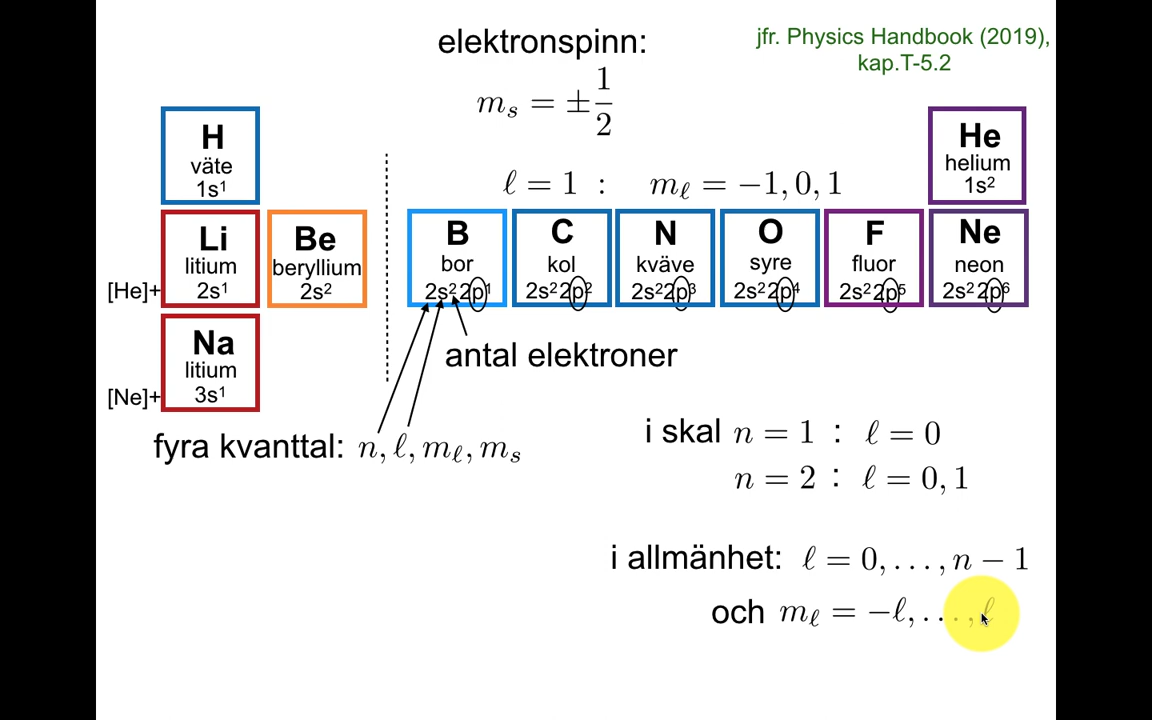 elektronspinn:
jfr. Physics Handbook (2019),
kap.T-5.2
mₛ = ±1/2
H
väte
1s¹
He
helium
1s²
ℓ = 1 : m_ℓ = −1, 0, 1
[He]+
Li
litium
2s¹
Be
beryllium
2s²
B
bor
2s²2p¹
C
kol
2s²2p²
N
kväve
2s²2p³
O
syre
2s²2p⁴
F
fluor
2s²2p⁵
Ne
neon
2s²2p⁶
[Ne]+
Na
litium
3s¹
antal elektroner
fyra kvanttal: n, ℓ, m_ℓ, mₛ
i skal n = 1 : ℓ = 0
n = 2 : ℓ = 0, 1
i allmänhet: ℓ = 0, . . . , n − 1
och m_ℓ = −ℓ, . . . , ℓ